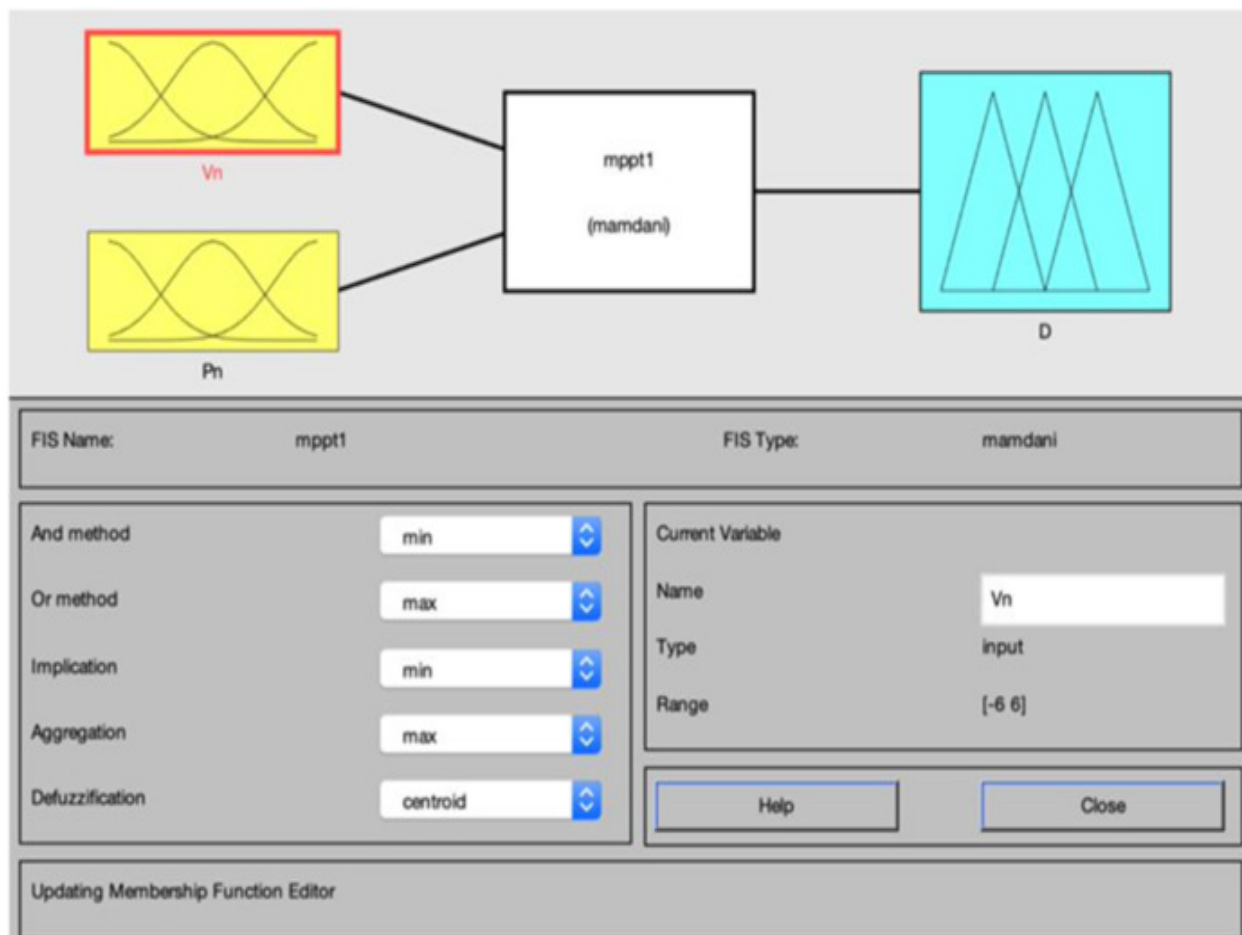 Vn
mppt1
(mamdani)
Pn
D
FIS Name: mppt1 FIS Type: mamdani
And method min
Or method max
Implication min
Aggregation max
Defuzzification centroid
Current Variable
Name Vn
Type input
Range [-6 6]
Help Close
Updating Membership Function Editor